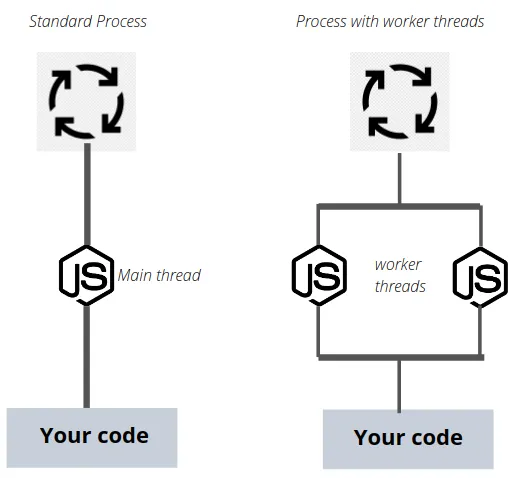 Standard Process
Process with worker threads
JS
Main thread
JS
worker
threads
JS
Your code
Your code